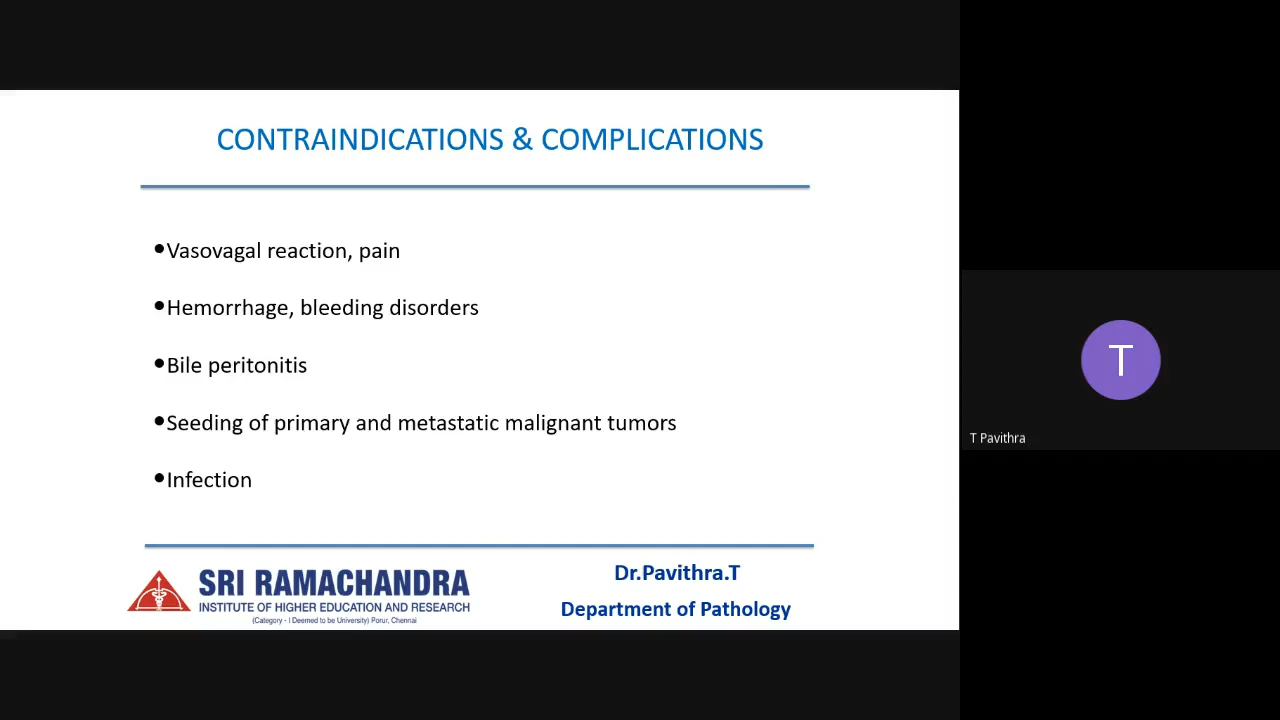 CONTRAINDICATIONS & COMPLICATIONS
•Vasovagal reaction, pain
•Hemorrhage, bleeding disorders
•Bile peritonitis
•Seeding of primary and metastatic malignant tumors
•Infection
SRI RAMACHANDRA
INSTITUTE OF HIGHER EDUCATION AND RESEARCH
(Category - I Deemed to be University) Porur, Chennai
Dr.Pavithra.T
Department of Pathology
T
T Pavithra